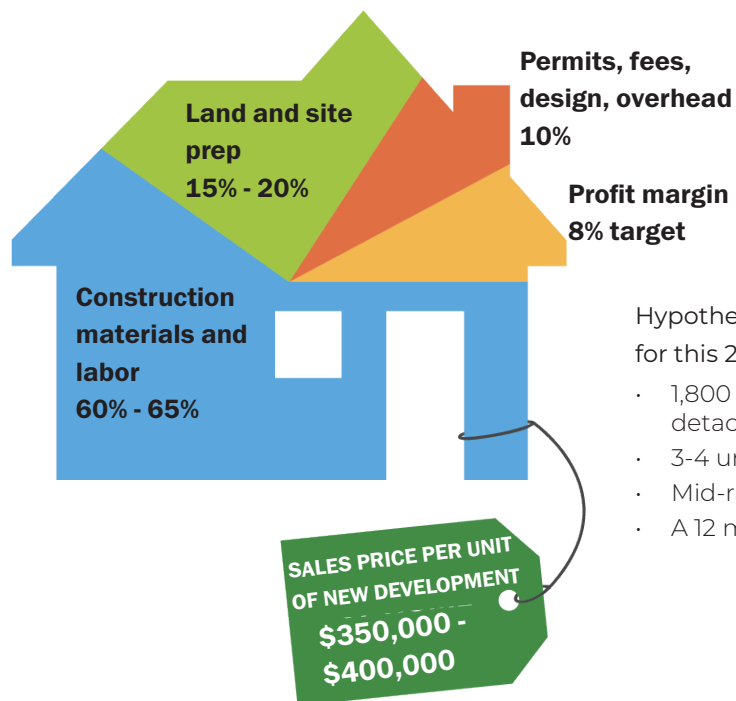 Permits, fees,
design, overhead
10%
Land and site
prep
15% - 20%
Profit margin
8% target
Construction
materials and
labor
60% - 65%
Hypothe
for this 2
· 1,800
detac
· 3-4 un
· Mid-ra
· A 12 m
SALES PRICE PER UNIT
OF NEW DEVELOPMENT
$350,000 -
$400,000